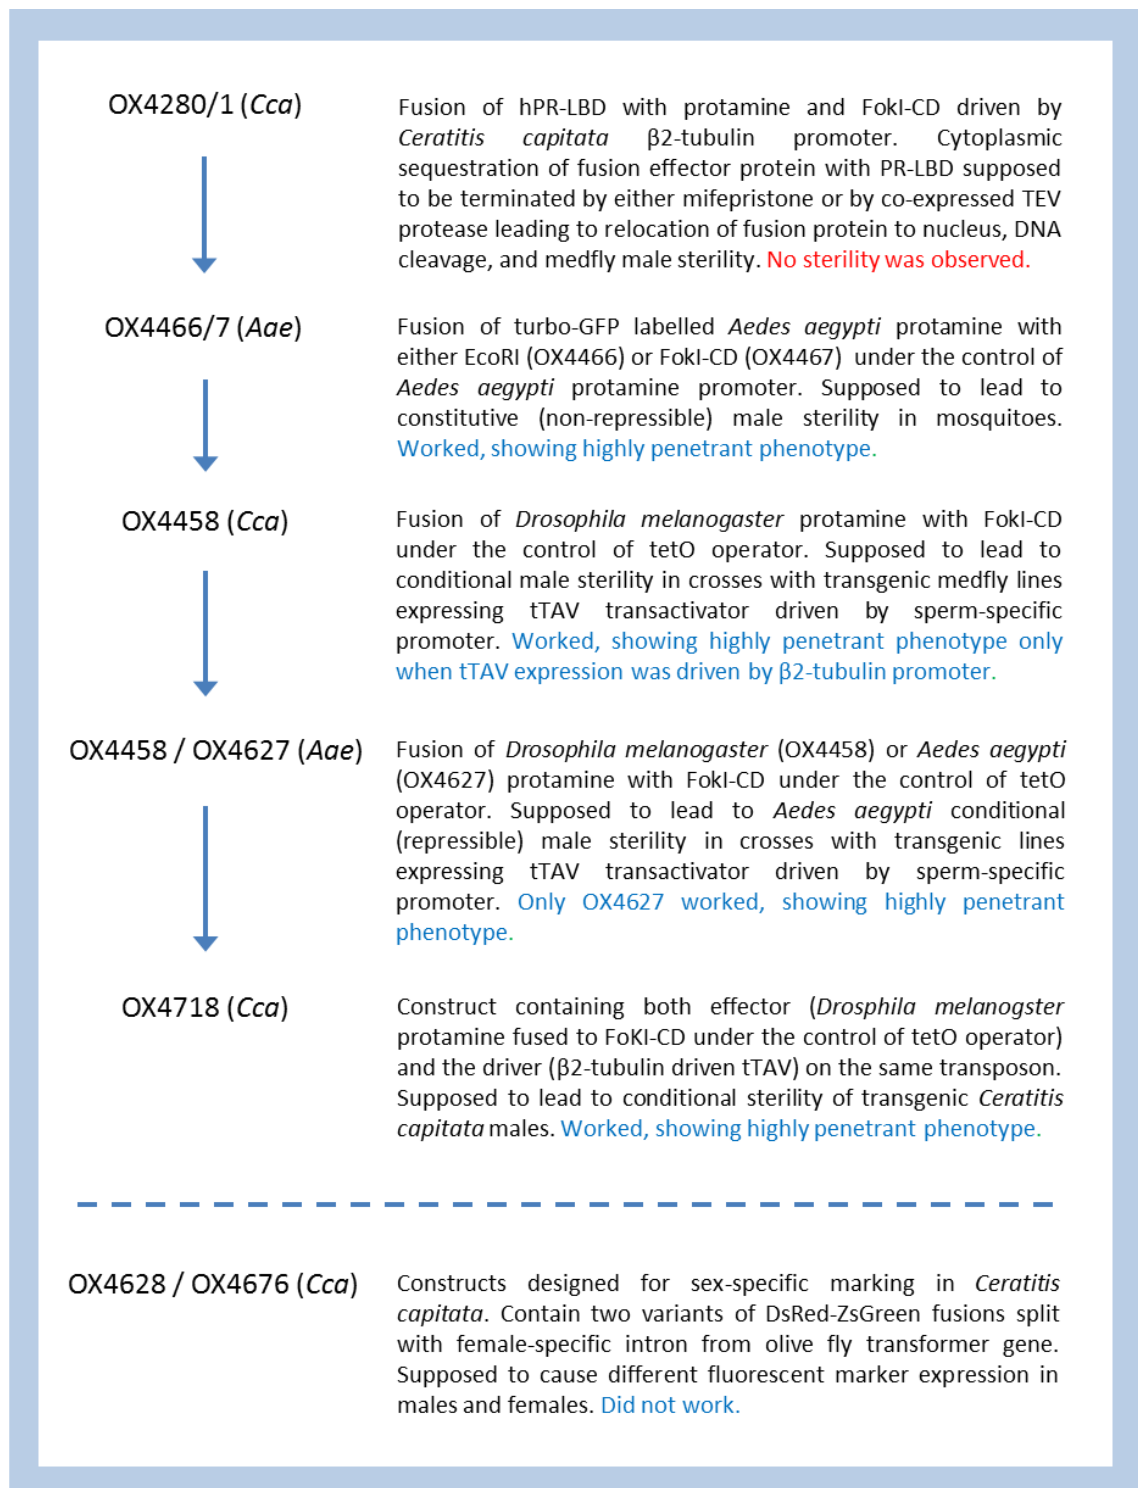 OX4280/1 (Cca)
Fusion of hPR-LBD with protamine and FokI-CD driven by
Ceratitis capitata β2-tubulin promoter. Cytoplasmic
sequestration of fusion effector protein with PR-LBD supposed
to be terminated by either mifepristone or by co-expressed TEV
protease leading to relocation of fusion protein to nucleus, DNA
cleavage, and medfly male sterility. No sterility was observed.
OX4466/7 (Aae)
Fusion of turbo-GFP labelled Aedes aegypti protamine with
either EcoRI (OX4466) or FokI-CD (OX4467) under the control of
Aedes aegypti protamine promoter. Supposed to lead to
constitutive (non-repressible) male sterility in mosquitoes.
Worked, showing highly penetrant phenotype.
OX4458 (Cca)
Fusion of Drosophila melanogaster protamine with FokI-CD
under the control of tetO operator. Supposed to lead to
conditional male sterility in crosses with transgenic medfly lines
expressing tTAV transactivator driven by sperm-specific
promoter. Worked, showing highly penetrant phenotype only
when tTAV expression was driven by β2-tubulin promoter.
OX4458 / OX4627 (Aae)
Fusion of Drosophila melanogaster (OX4458) or Aedes aegypti
(OX4627) protamine with FokI-CD under the control of tetO
operator. Supposed to lead to Aedes aegypti conditional
(repressible) male sterility in crosses with transgenic lines
expressing tTAV transactivator driven by sperm-specific
promoter. Only OX4627 worked, showing highly penetrant
phenotype.
OX4718 (Cca)
Construct containing both effector (Drosphila melanogster
protamine fused to FoKI-CD under the control of tetO operator)
and the driver (β2-tubulin driven tTAV) on the same transposon.
Supposed to lead to conditional sterility of transgenic Ceratitis
capitata males. Worked, showing highly penetrant phenotype.
OX4628 / OX4676 (Cca)
Constructs designed for sex-specific marking in Ceratitis
capitata. Contain two variants of DsRed-ZsGreen fusions split
with female-specific intron from olive fly transformer gene.
Supposed to cause different fluorescent marker expression in
males and females. Did not work.